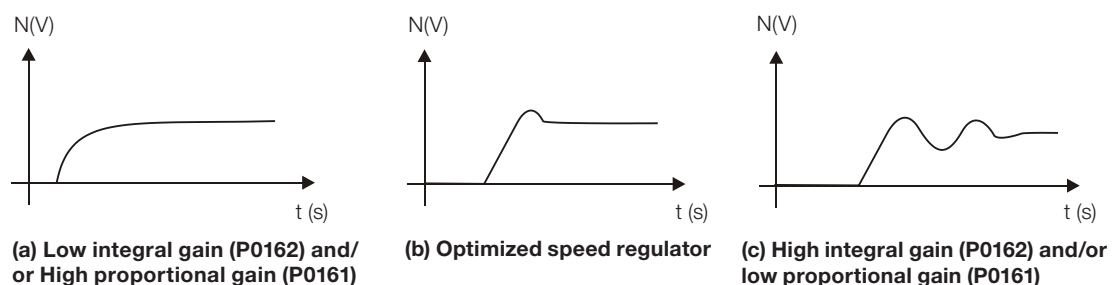 N(V)
t (s)
(a) Low integral gain (P0162) and/
or High proportional gain (P0161)
N(V)
t (s)
(b) Optimized speed regulator
N(V)
t (s)
(c) High integral gain (P0162) and/or
low proportional gain (P0161)